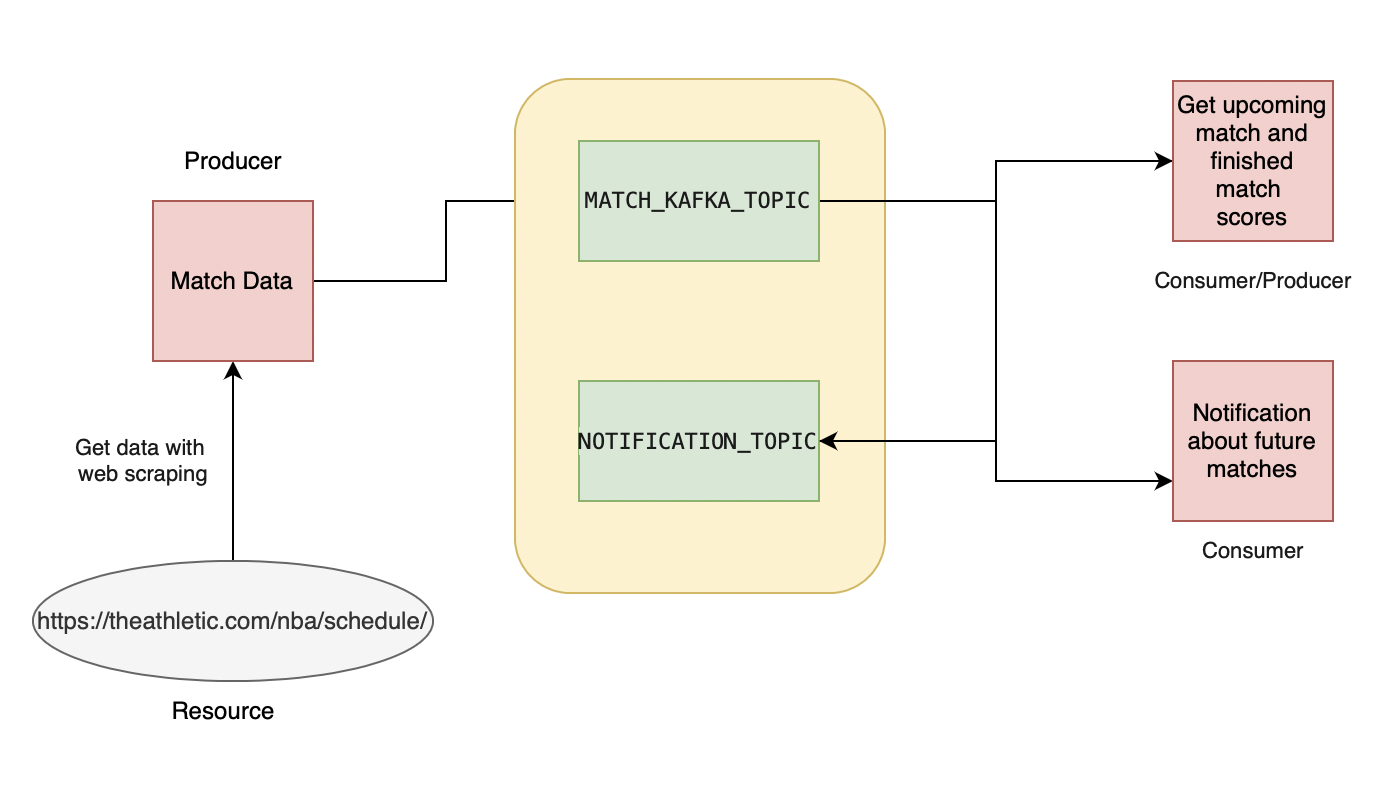 Producer
Match Data
Get data with
web scraping
https://theathletic.com/nba/schedule/
Resource
MATCH_KAFKA_TOPIC
NOTIFICATION_TOPIC
Get upcoming
match and
finished
match
scores
Consumer/Producer
Notification
about future
matches
Consumer